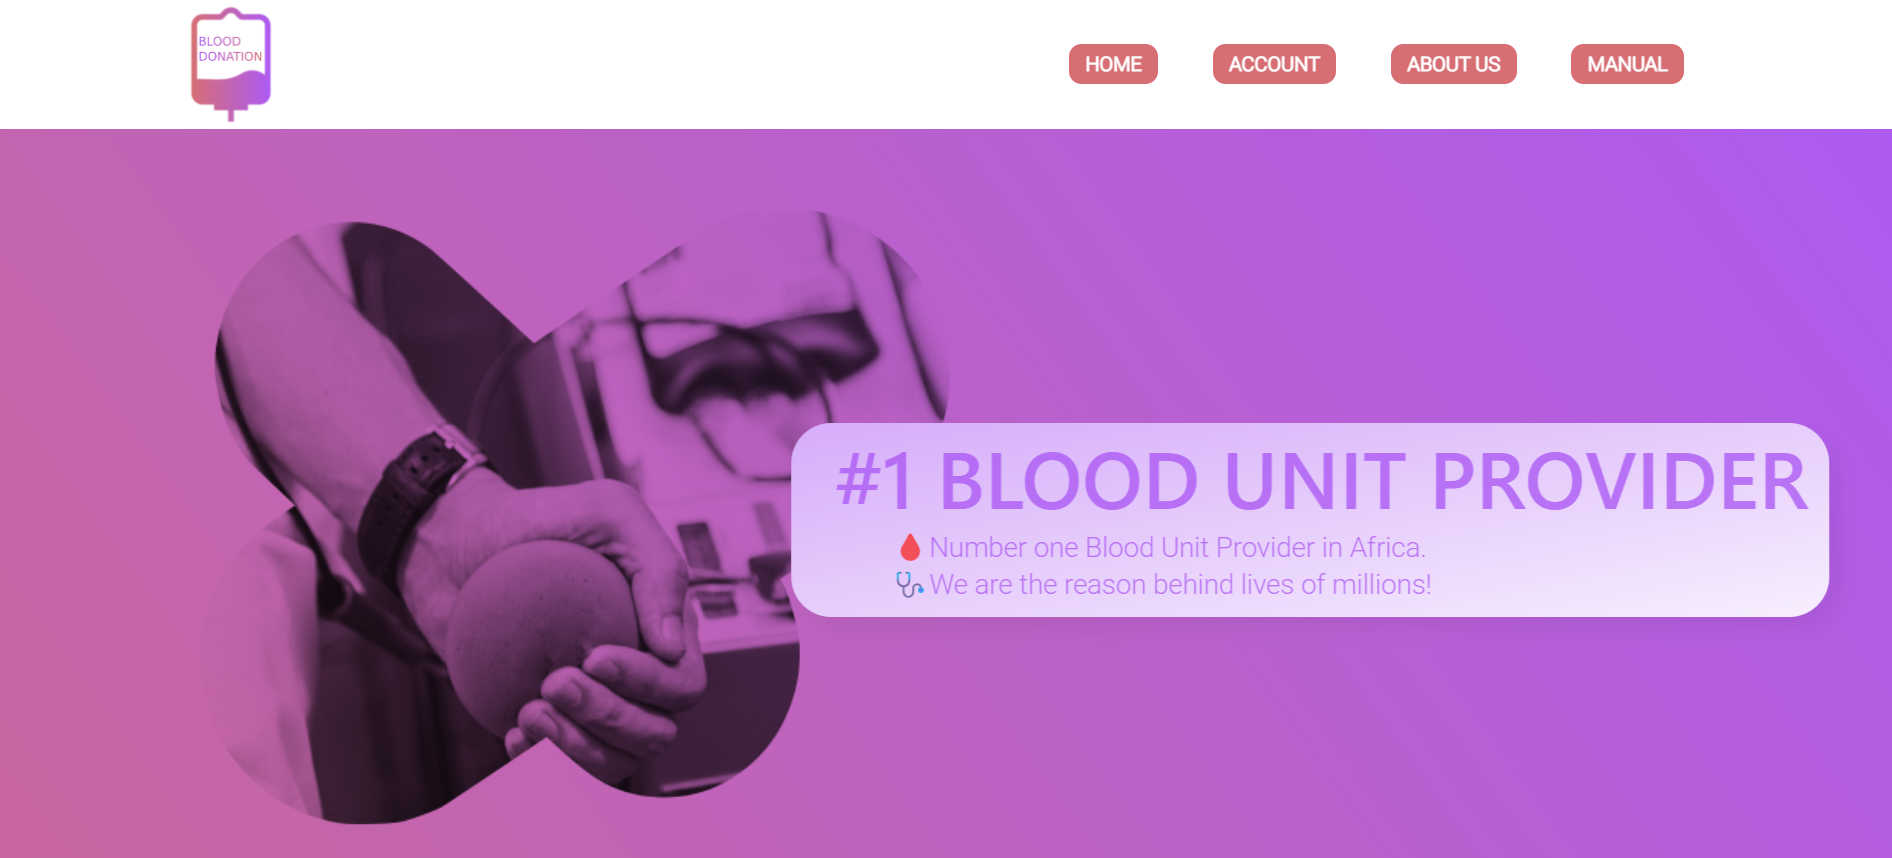 BLOOD
DONATION
HOME ACCOUNT ABOUT US MANUAL
#1 BLOOD UNIT PROVIDER
Number one Blood Unit Provider in Africa.
We are the reason behind lives of millions!